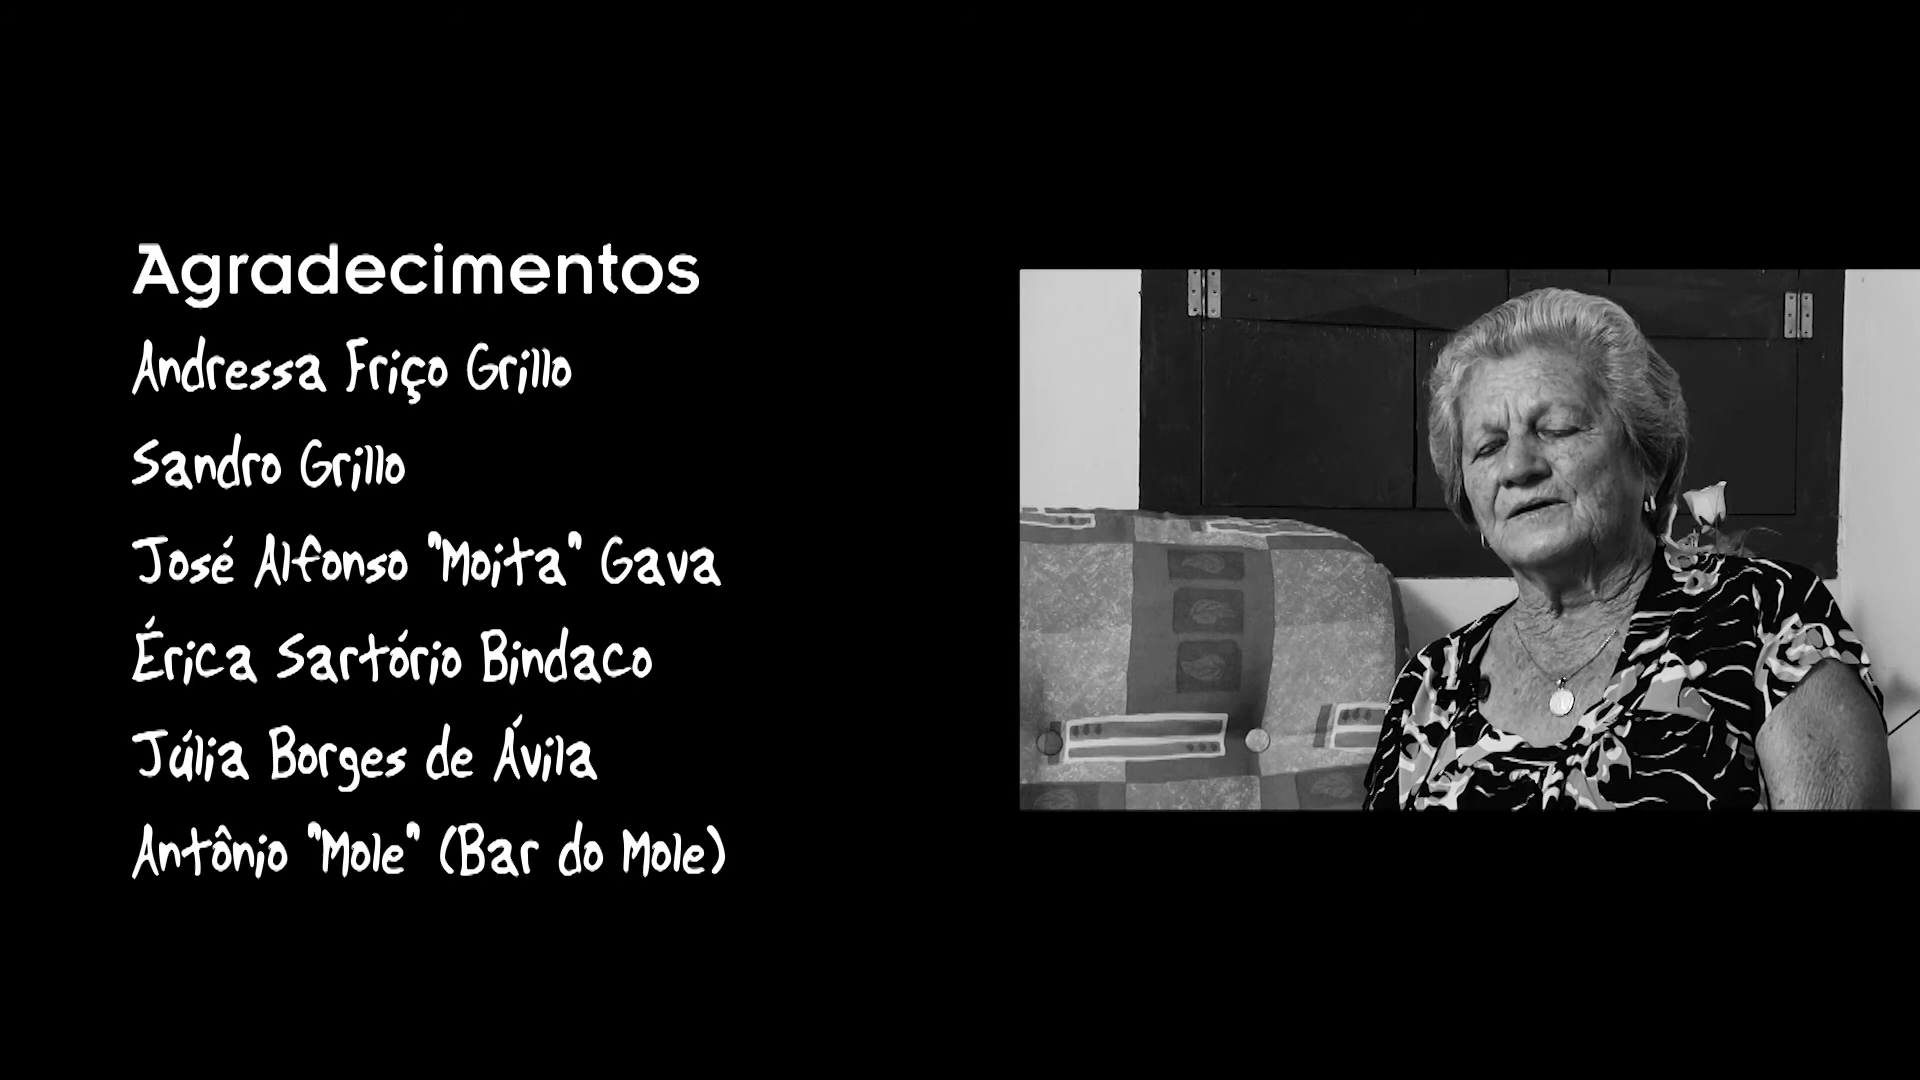 Agradecimentos
Andressa Friço Grillo
Sandro Grillo
José Alfonso "Moita" Gava
Érica Sartório Bindaco
Júlia Borges de Ávila
Antônio "Mole" (Bar do Mole)